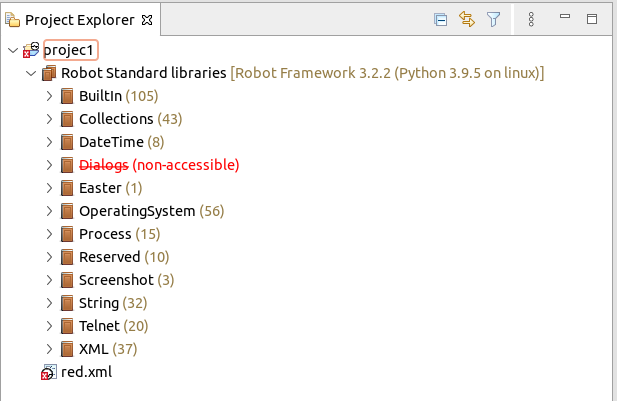 Project Explorer
projec1
Robot Standard libraries [Robot Framework 3.2.2 (Python 3.9.5 on linux)]
BuiltIn (105)
Collections (43)
DateTime (8)
Dialogs (non-accessible)
Easter (1)
OperatingSystem (56)
Process (15)
Reserved (10)
Screenshot (3)
String (32)
Telnet (20)
XML (37)
red.xml